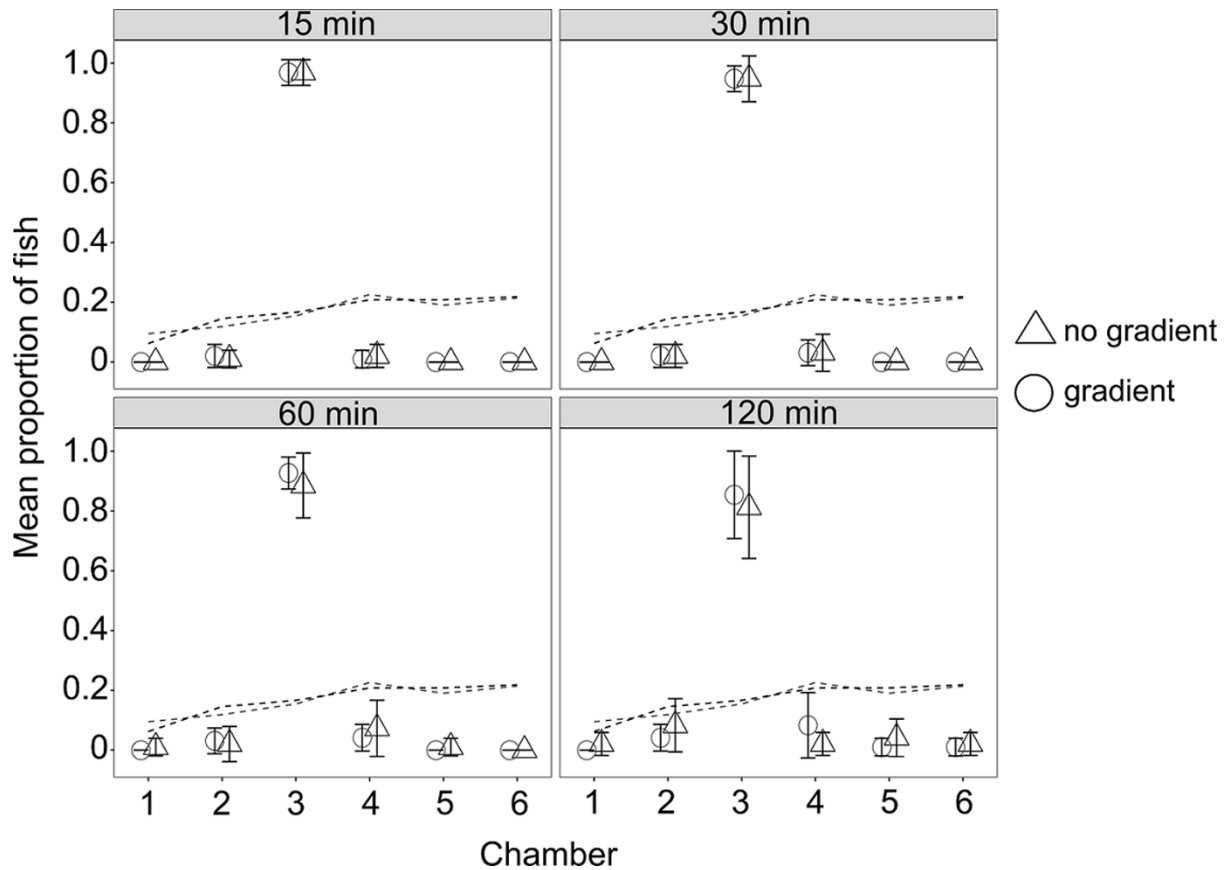 15 min
30 min
1.0
0.8
0.6
0.4
0.2
0
no gradient
gradient
60 min
120 min
1.0
0.8
0.6
0.4
0.2
0
Mean proportion of fish
1 2 3 4 5 6
1 2 3 4 5 6
Chamber